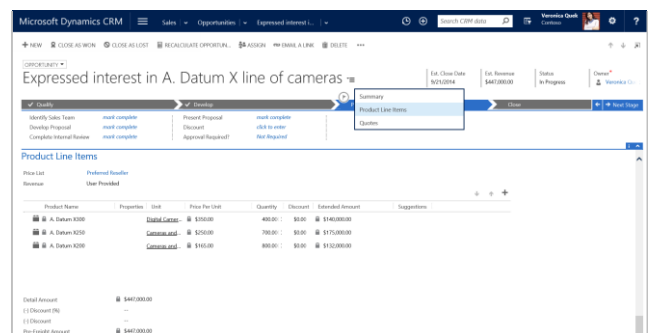 Microsoft Dynamics CRM Sales Opportunities Expressed interest i... Search CRM data Veronica Quek
Contoso
+ NEW CLOSE AS WON CLOSE AS LOST RECALCULATE OPPORTUN... ASSIGN EMAIL A LINK DELETE ...
OPPORTUNITY
Expressed interest in A. Datum X line of cameras
Est. Close Date Est. Revenue Status Owner*
9/21/2014 $447,000.00 In Progress Veronica
Summary
Product Line Items
Quotes
Qualify Develop Close Next Stage
Identify Sales Team mark complete Present Proposal mark complete
Develop Proposal mark complete Discount click to enter
Complete Internal Review mark complete Approval Required? Not Required
Product Line Items
Price List Preferred Reseller
Revenue User Provided
Product Name Properties Unit Price Per Unit Quantity Discount Extended Amount Suggestions
A. Datum X300 Digital Camer... $350.00 400.00 $0.00 $140,000.00
A. Datum X250 Cameras and ... $250.00 700.00 $0.00 $175,000.00
A. Datum X200 Cameras and ... $165.00 800.00 $0.00 $132,000.00
Detail Amount $447,000.00
(-) Discount (%) --
(-) Discount --
Pre-Freight Amount $447,000.00